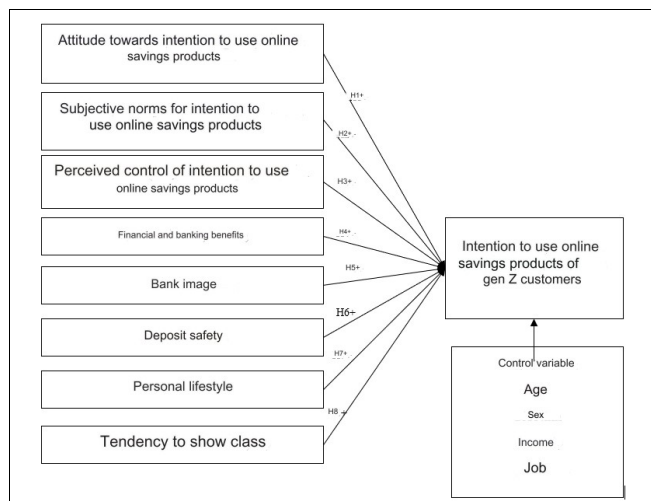 Attitude towards intention to use online
savings products
H1+
Subjective norms for intention to
use online savings products
H2+
Perceived control of intention to use
online savings products
H3+
Financial and banking benefits
H4+
Bank image
H5+
Deposit safety
H6+
Personal lifestyle
H7+
Tendency to show class
H8 +
Intention to use online
savings products of
gen Z customers
Control variable
Age
Sex
Income
Job